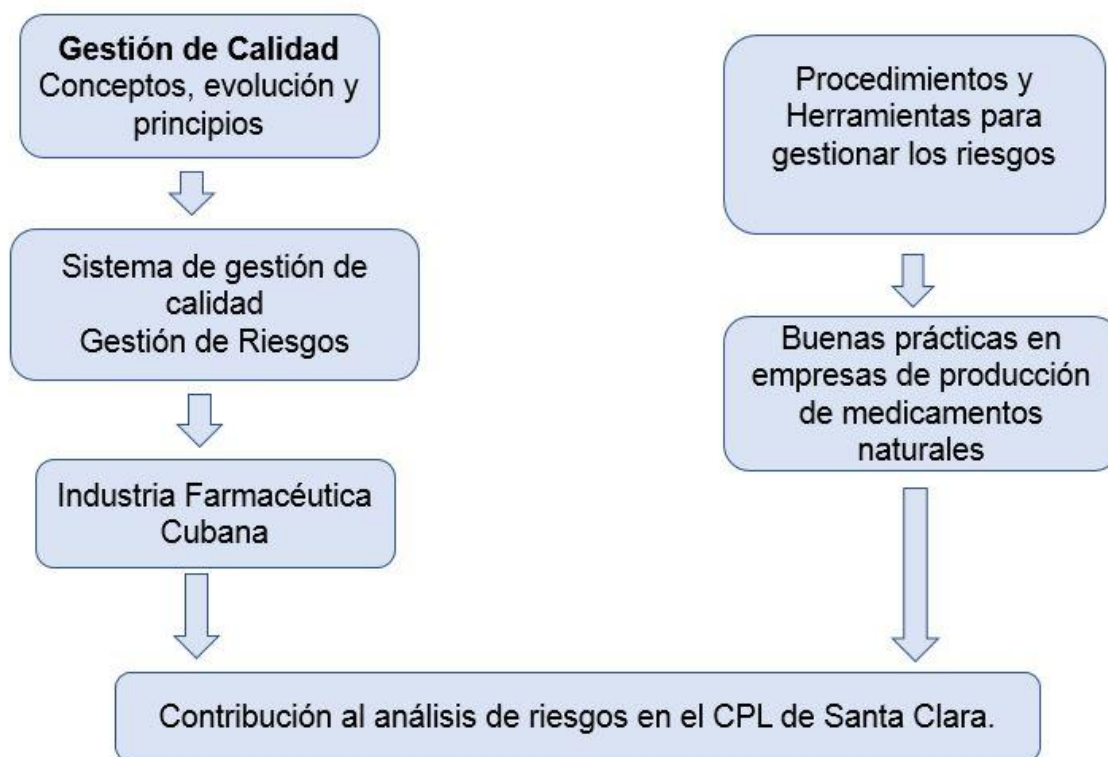 Gestión de Calidad
Conceptos, evolución y
principios
Sistema de gestión de
calidad
Gestión de Riesgos
Industria Farmacéutica
Cubana
Procedimientos y
Herramientas para
gestionar los riesgos
Buenas prácticas en
empresas de producción
de medicamentos
naturales
Contribución al análisis de riesgos en el CPL de Santa Clara.